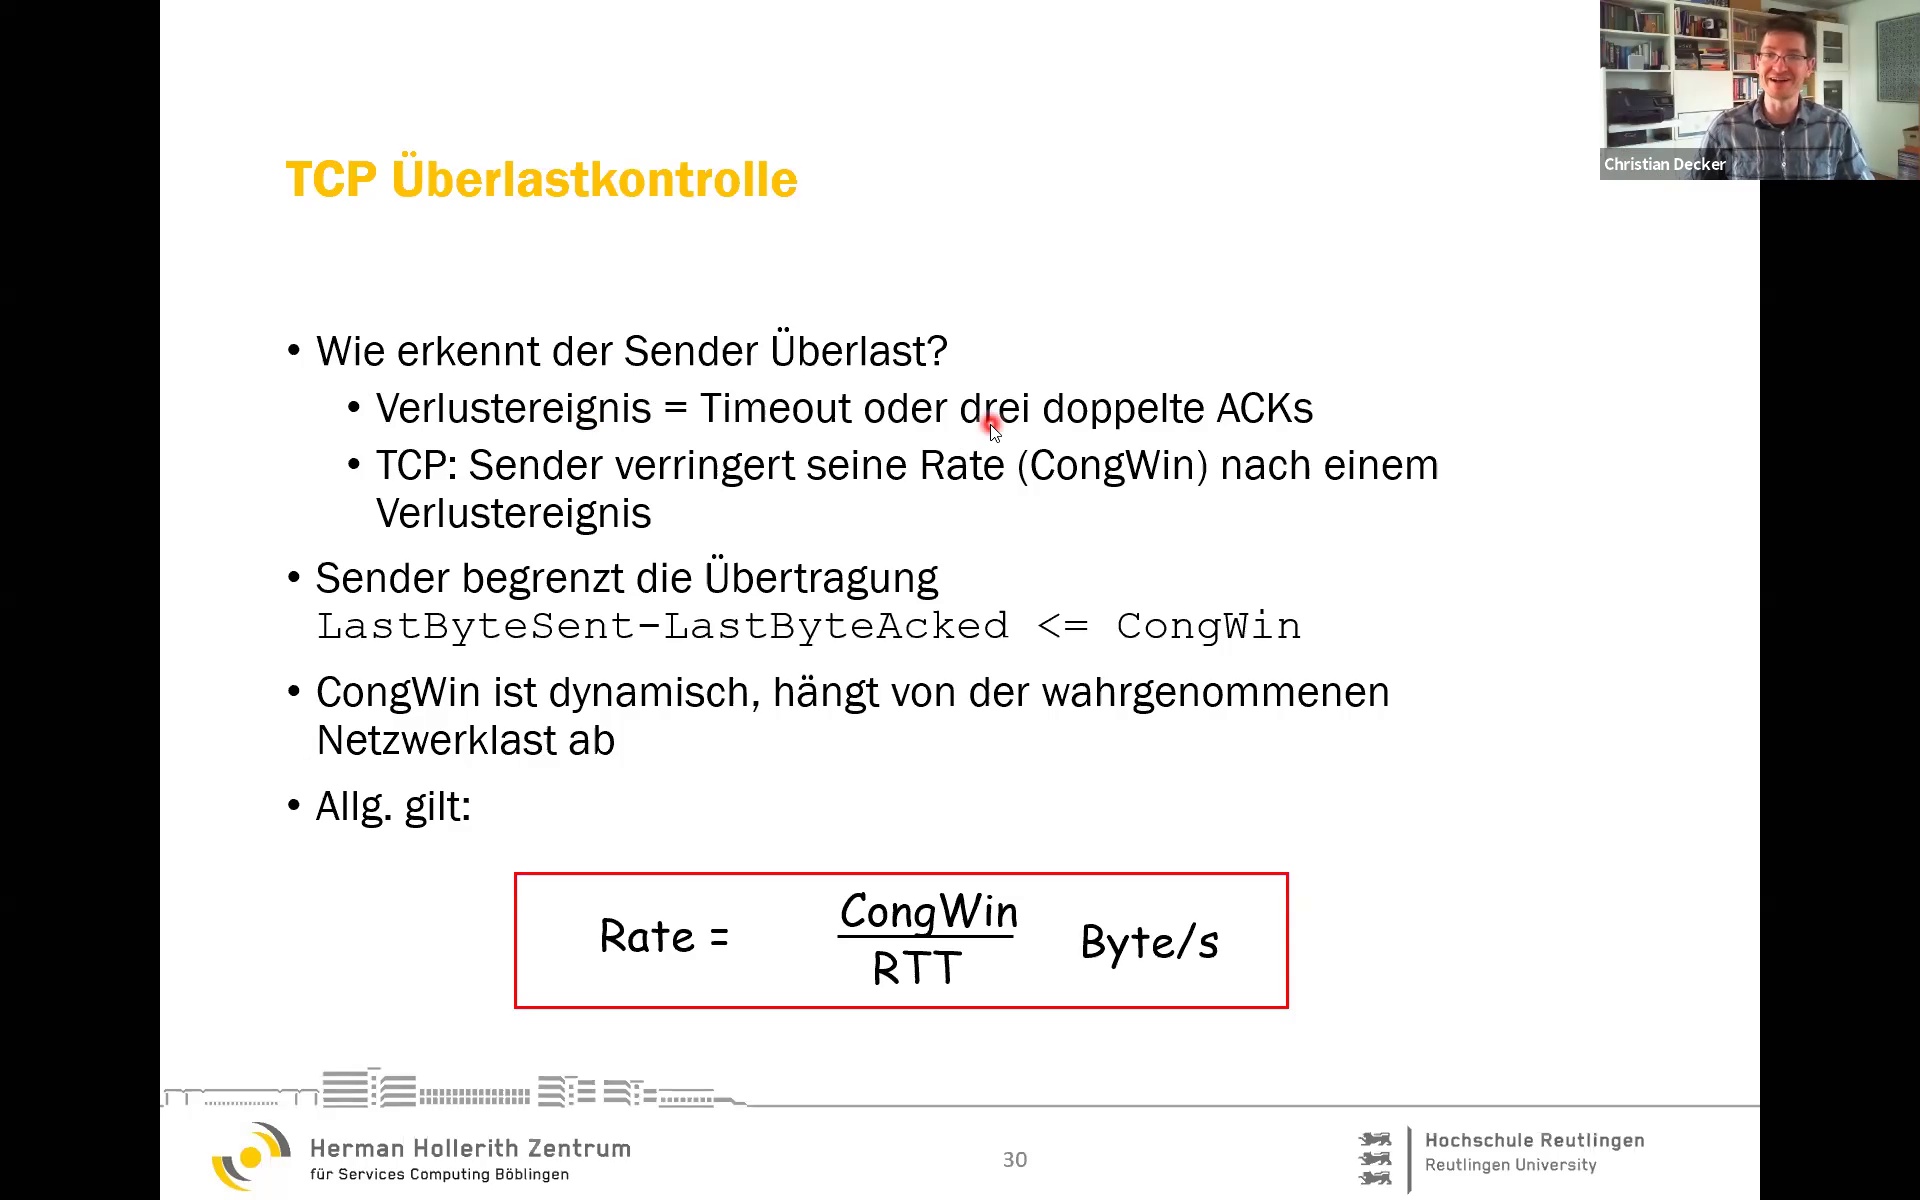 Christian Decker
TCP Überlastkontrolle
• Wie erkennt der Sender Überlast?
• Verlustereignis = Timeout oder drei doppelte ACKs
• TCP: Sender verringert seine Rate (CongWin) nach einem
Verlustereignis
• Sender begrenzt die Übertragung
LastByteSent-LastByteAcked <= CongWin
• CongWin ist dynamisch, hängt von der wahrgenommenen
Netzwerklast ab
• Allg. gilt:
Rate = CongWin Byte/s
RTT
Herman Hollerith Zentrum
für Services Computing Böblingen
30
Hochschule Reutlingen
Reutlingen University